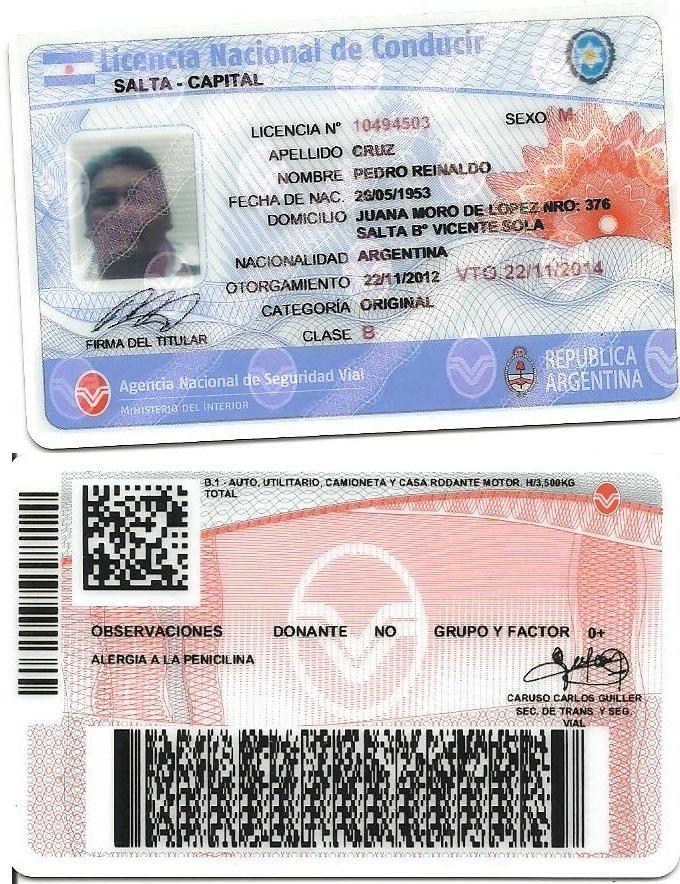 Licencia Nacional de Conducir
SALTA - CAPITAL
LICENCIA Nº 10494503 SEXO M
APELLIDO CRUZ
NOMBRE PEDRO REINALDO
FECHA DE NAC. 26/05/1953
DOMICILIO JUANA MORO DE LOPEZ NRO: 376
SALTA Bº VICENTE SOLA
NACIONALIDAD ARGENTINA
OTORGAMIENTO 22/11/2012 VTO.22/11/2014
CATEGORÍA ORIGINAL
CLASE B
FIRMA DEL TITULAR
Agencia Nacional de Seguridad Vial
MINISTERIO DEL INTERIOR
REPUBLICA
ARGENTINA
B.1 - AUTO, UTILITARIO, CAMIONETA Y CASA RODANTE MOTOR. H/3,500KG
TOTAL
OBSERVACIONES DONANTE NO GRUPO Y FACTOR 0+
ALERGIA A LA PENICILINA
CARUSO CARLOS GUILLER
SEC. DE TRANS Y SEG.
VIAL